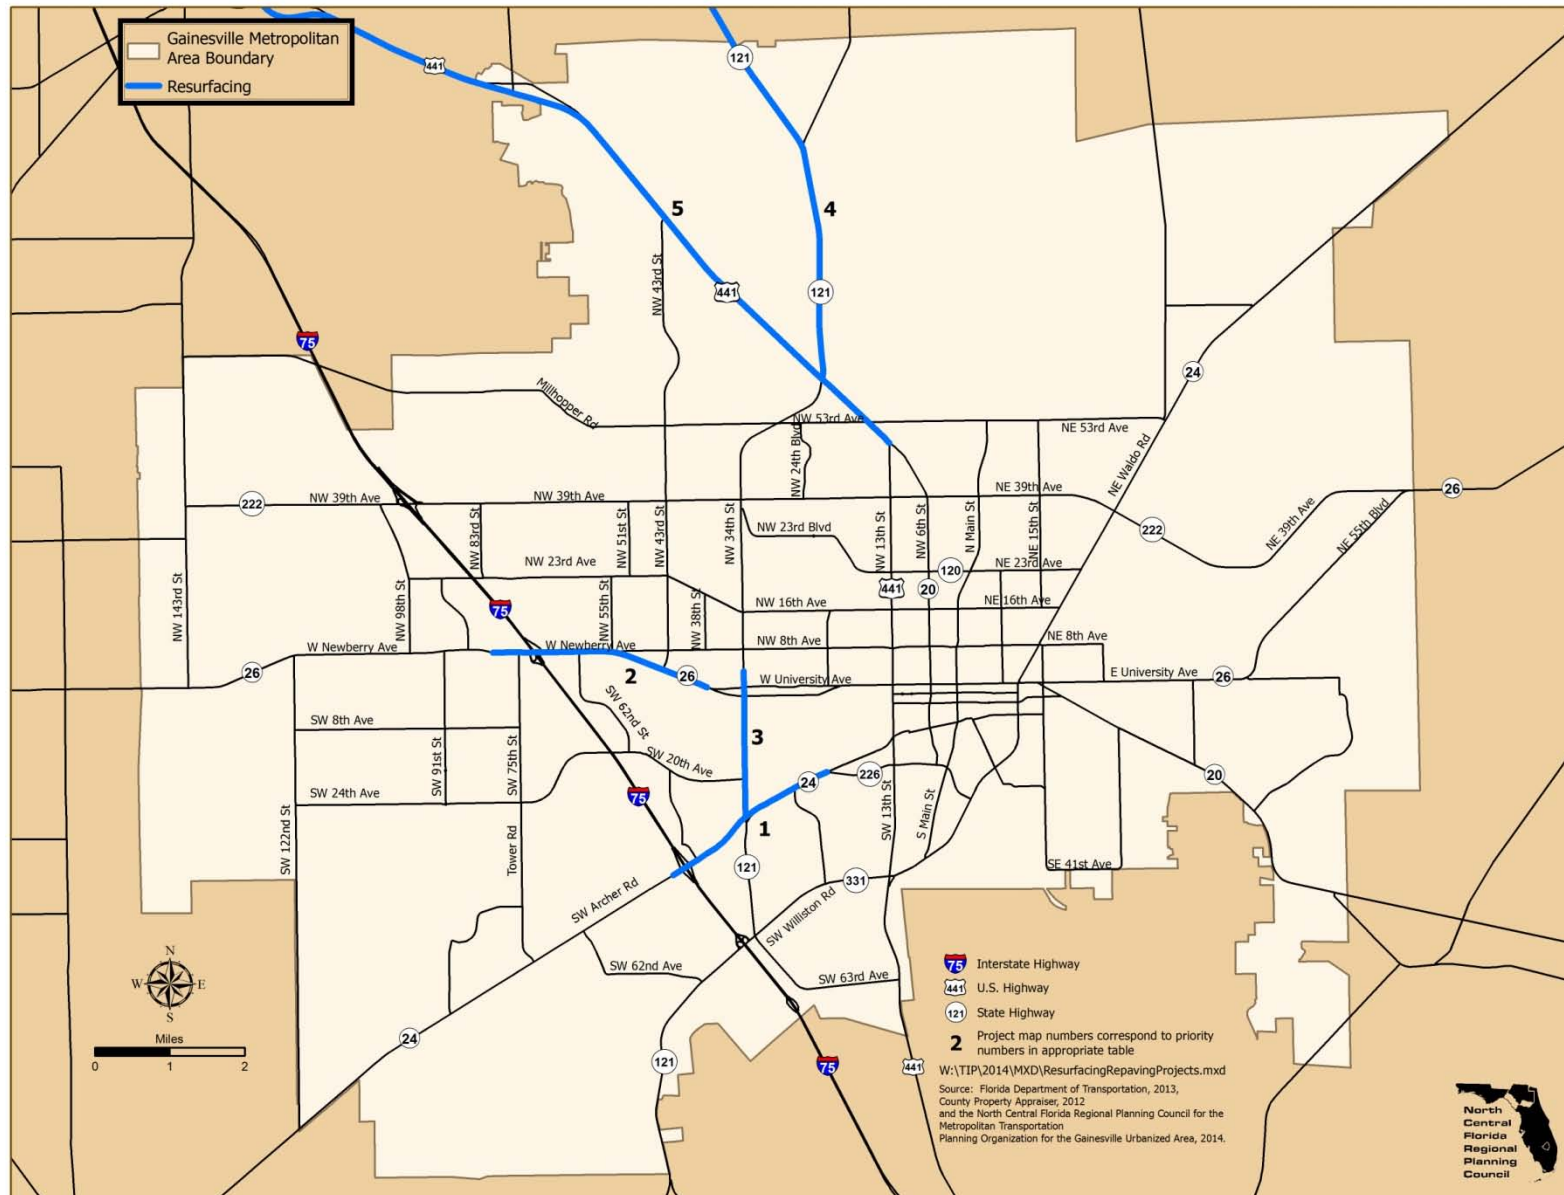 Gainesville Metropolitan
Area Boundary
Resurfacing
441
121
5
4
NW 43rd St
441
121
75
24
Millhopper Rd
NW 53rd Ave
NE 53rd Ave
NW 24th Blvd
NE Waldo Rd
26
222
NW 39th Ave
NW 39th Ave
NE 39th Ave
222
NE 39th Ave
NE 55th Blvd
NW 83rd St
NW 51st St
NW 43rd St
NW 34th St
NW 23rd Blvd
NW 13th St
NW 6th St
N Main St
NE 15th St
NW 23rd Ave
120
NE 23rd Ave
NW 143rd St
NW 98th St
75
NW 55th St
NW 38th St
NW 16th Ave
441
20
NE 16th Ave
W Newberry Ave
W Newberry Ave
NW 8th Ave
NE 8th Ave
26
2
26
W University Ave
E University Ave
26
SW 8th Ave
SW 62nd St
3
SW 91st St
SW 75th St
SW 20th Ave
24
226
20
SW 24th Ave
75
SW 122nd St
Tower Rd
1
SW 13th St
S Main St
121
331
SE 41st Ave
SW Archer Rd
SW Williston Rd
SW 62nd Ave
SW 63rd Ave
24
121
75
441
N
W
E
S
Miles
0
1
2
75
Interstate Highway
441
U.S. Highway
121
State Highway
2
Project map numbers correspond to priority
numbers in appropriate table
W:\TIP\2014\MXD\ResurfacingRepavingProjects.mxd
Source: Florida Department of Transportation, 2013,
County Property Appraiser, 2012
and the North Central Florida Regional Planning Council for the
Metropolitan Transportation
Planning Organization for the Gainesville Urbanized Area, 2014.
North
Central
Florida
Regional
Planning
Council